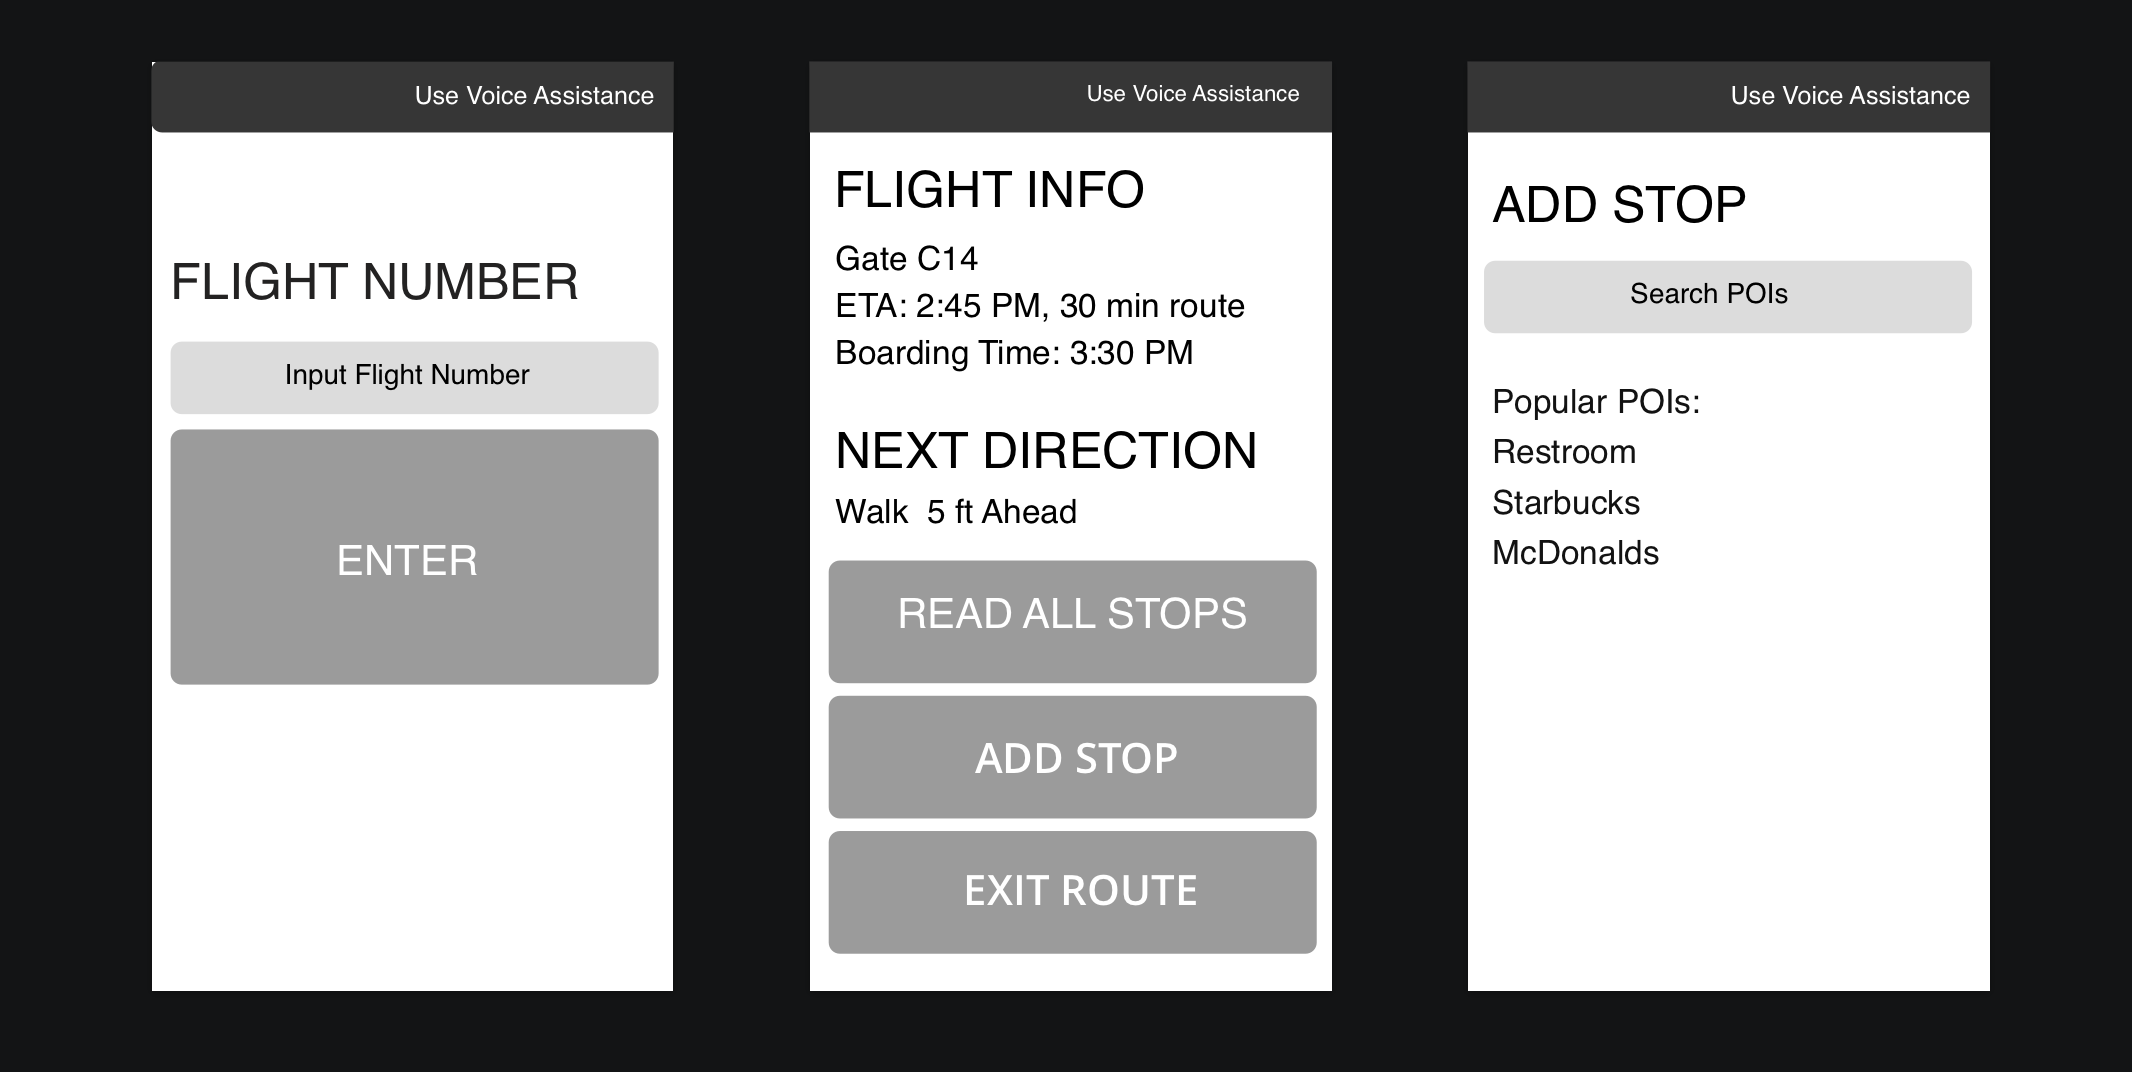 Use Voice Assistance
FLIGHT NUMBER
Input Flight Number
ENTER
Use Voice Assistance
FLIGHT INFO
Gate C14
ETA: 2:45 PM, 30 min route
Boarding Time: 3:30 PM
NEXT DIRECTION
Walk  5 ft Ahead
READ ALL STOPS
ADD STOP
EXIT ROUTE
Use Voice Assistance
ADD STOP
Search POIs
Popular POIs:
Restroom
Starbucks
McDonalds